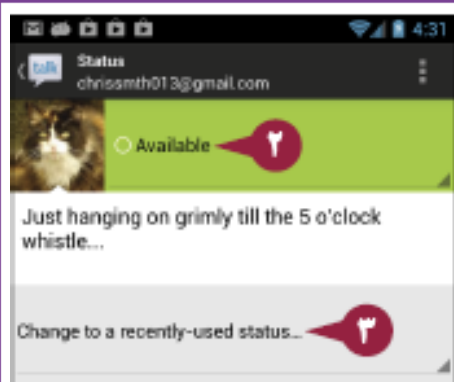 4:31
talk
Status
chrissmth013@gmail.com
Available
٢
Just hanging on grimly till the 5 o'clock
whistle...
Change to a recently-used status...
٣